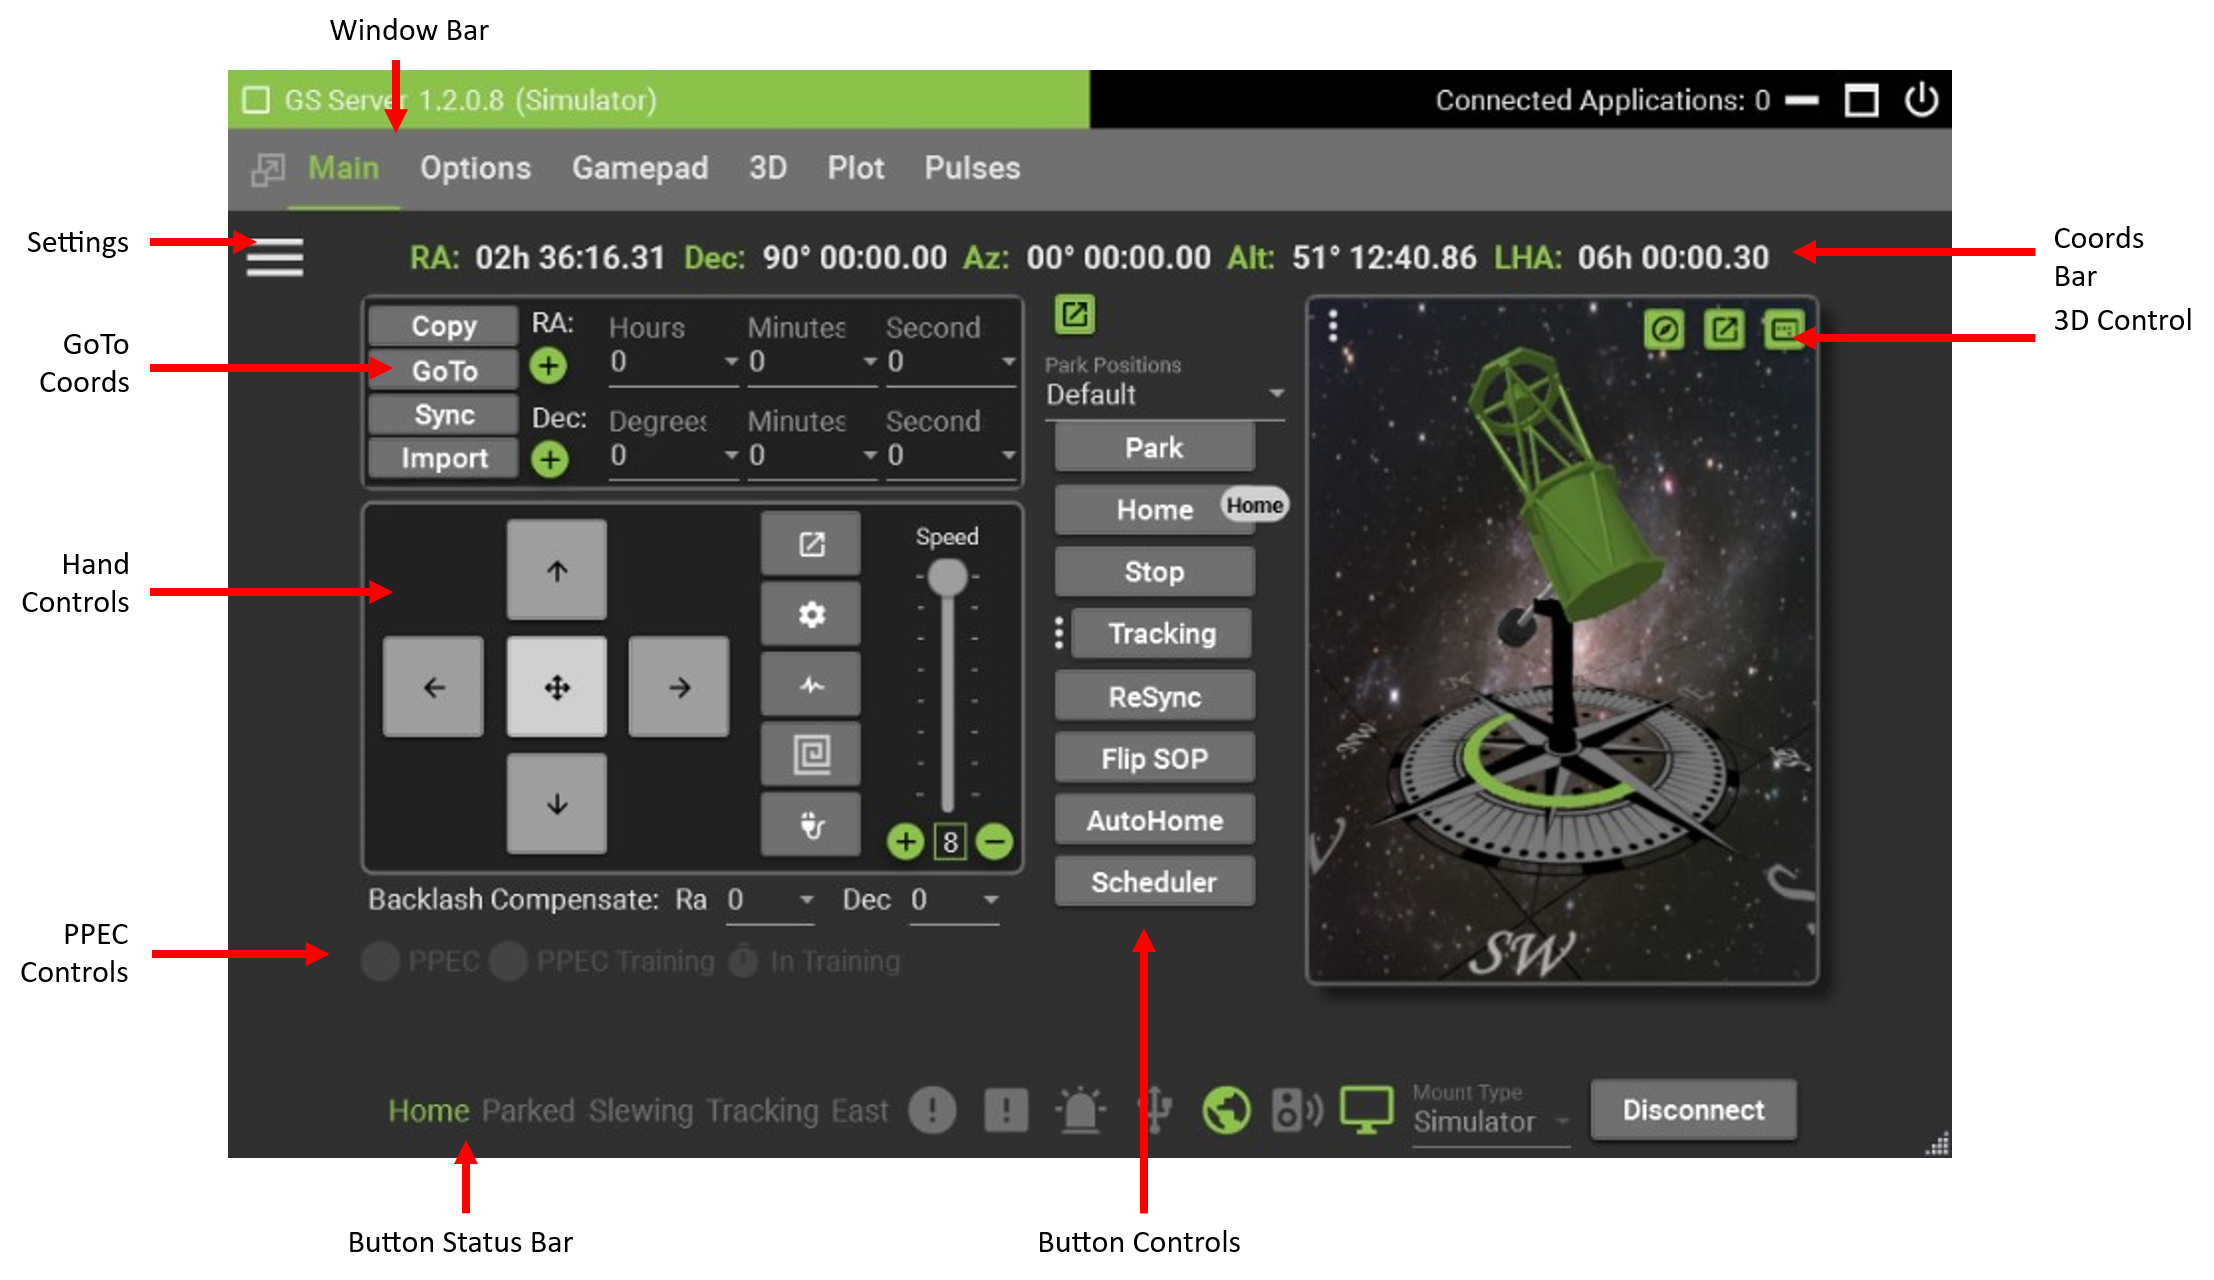 Window Bar
GS Server 1.2.0.8 (Simulator)
Connected Applications: 0
Main Options Gamepad 3D Plot Pulses
Settings
RA: 02h 36:16.31 Dec: 90° 00:00.00 Az: 00° 00:00.00 Alt: 51° 12:40.86 LHA: 06h 00:00.30
Coords
Bar
3D Control
GoTo
Coords
Copy
GoTo
Sync
Import
RA:
Hours Minutes Second
0 0 0
Dec:
Degrees Minutes Second
0 0 0
Park Positions
Default
Park
Home Home
Stop
Tracking
ReSync
Flip SOP
AutoHome
Scheduler
Hand
Controls
Speed
8
Backlash Compensate: Ra 0 Dec 0
PPEC
Controls
PPEC PPEC Training In Training
SW
Home Parked Slewing Tracking East
Mount Type
Simulator
Disconnect
Button Status Bar
Button Controls